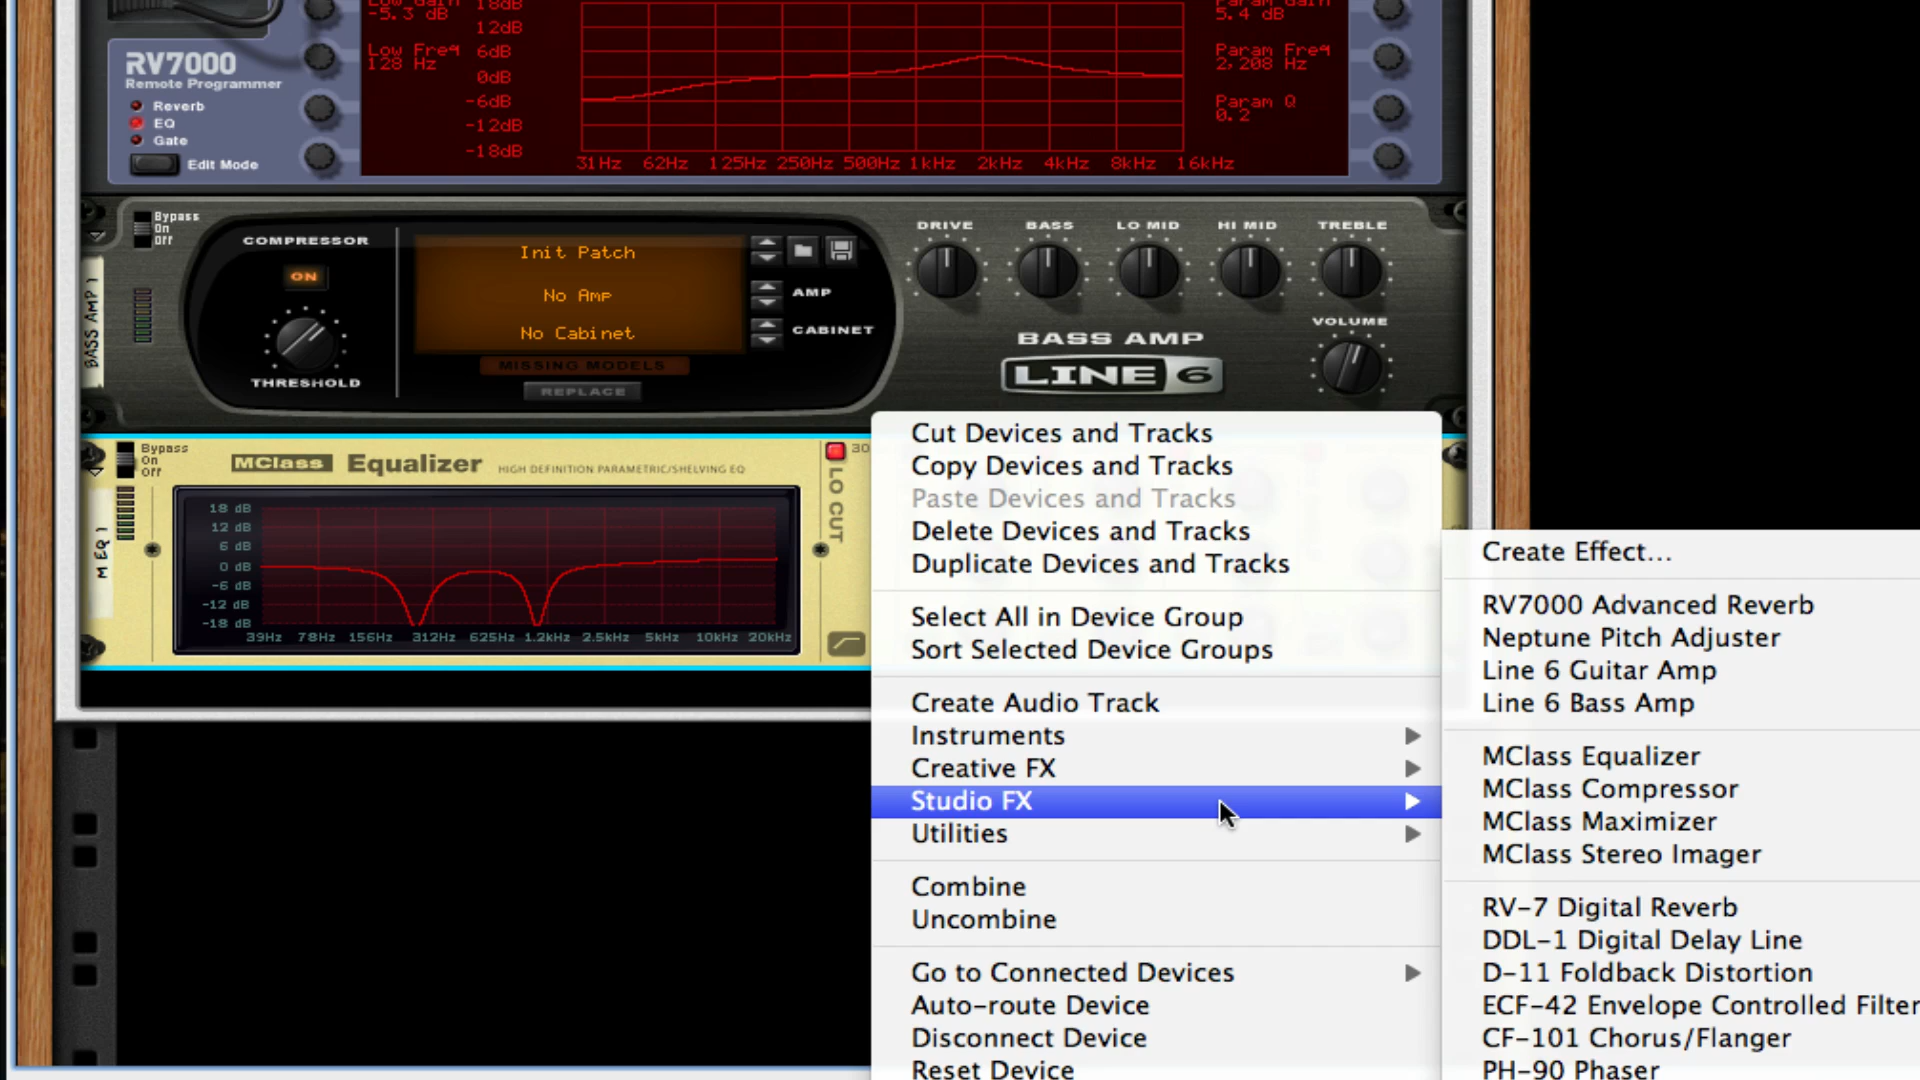 Low Gain
-5.3 dB
Low Freq
128 Hz
18dB
12dB
6dB
0dB
-6dB
-12dB
-18dB
31Hz 62Hz 125Hz 250Hz 500Hz 1kHz 2kHz 4kHz 8kHz 16kHz
Param Gain
5.4 dB
Param Freq
2.208 Hz
Param Q
0.2
RV7000
Remote Programmer
Reverb
EQ
Gate
Edit Mode
Bypass
On
Off
COMPRESSOR
ON
THRESHOLD
BASS AMP 1
Init Patch
No Amp
No Cabinet
MISSING MODELS
REPLACE
AMP
CABINET
DRIVE BASS LO MID HI MID TREBLE
VOLUME
BASS AMP
LINE 6
Bypass
On
Off
MClass Equalizer HIGH DEFINITION PARAMETRIC/SHELVING EQ
M EQ 1
18 dB
12 dB
6 dB
0 dB
-6 dB
-12 dB
-18 dB
39Hz 78Hz 156Hz 312Hz 625Hz 1.2kHz 2.5kHz 5kHz 10kHz 20kHz
30
LO CUT
Cut Devices and Tracks
Copy Devices and Tracks
Paste Devices and Tracks
Delete Devices and Tracks
Duplicate Devices and Tracks
Select All in Device Group
Sort Selected Device Groups
Create Audio Track
Instruments
Creative FX
Studio FX
Utilities
Combine
Uncombine
Go to Connected Devices
Auto-route Device
Disconnect Device
Reset Device
Create Effect...
RV7000 Advanced Reverb
Neptune Pitch Adjuster
Line 6 Guitar Amp
Line 6 Bass Amp
MClass Equalizer
MClass Compressor
MClass Maximizer
MClass Stereo Imager
RV-7 Digital Reverb
DDL-1 Digital Delay Line
D-11 Foldback Distortion
ECF-42 Envelope Controlled Filter
CF-101 Chorus/Flanger
PH-90 Phaser